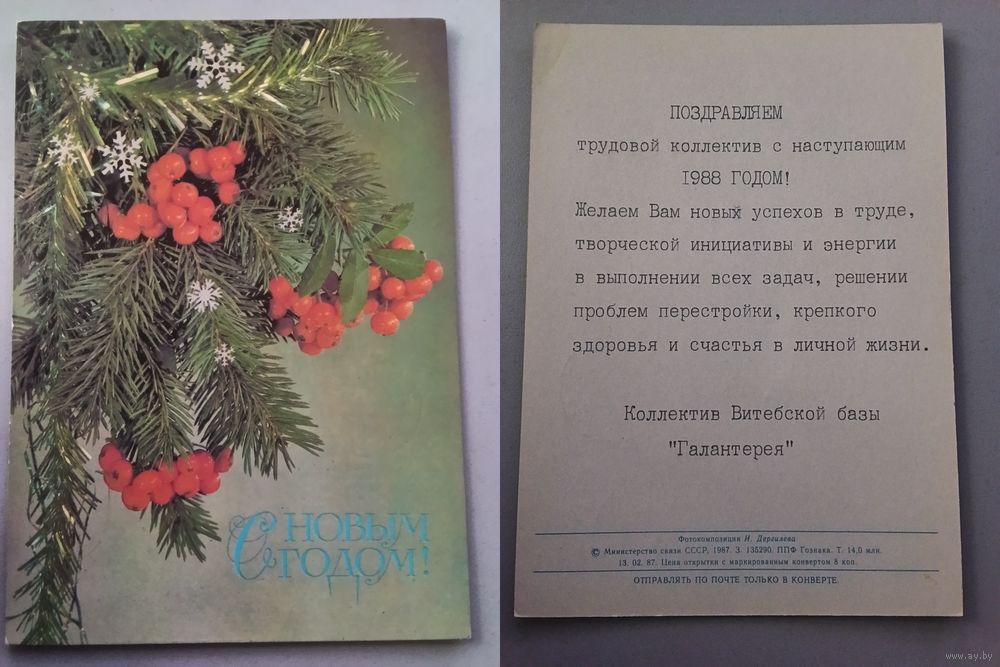 С НОВЫМ
ГОДОМ!
ПОЗДРАВЛЯЕМ
трудовой коллектив с наступающим
1988 ГОДОМ!
Желаем Вам новых успехов в труде,
творческой инициативы и энергии
в выполнении всех задач, решении
проблем перестройки, крепкого
здоровья и счастья в личной жизни.
Коллектив Витебской базы
"Галантерея"
Фотокомпозиция И. Дергилева
© Министерство связи СССР, 1987. З. 135290. ППФ Гознака. Т. 14,0 млн.
13. 02. 87. Цена открытки с маркированным конвертом 8 коп.
ОТПРАВЛЯТЬ ПО ПОЧТЕ ТОЛЬКО В КОНВЕРТЕ.
www.ay.by